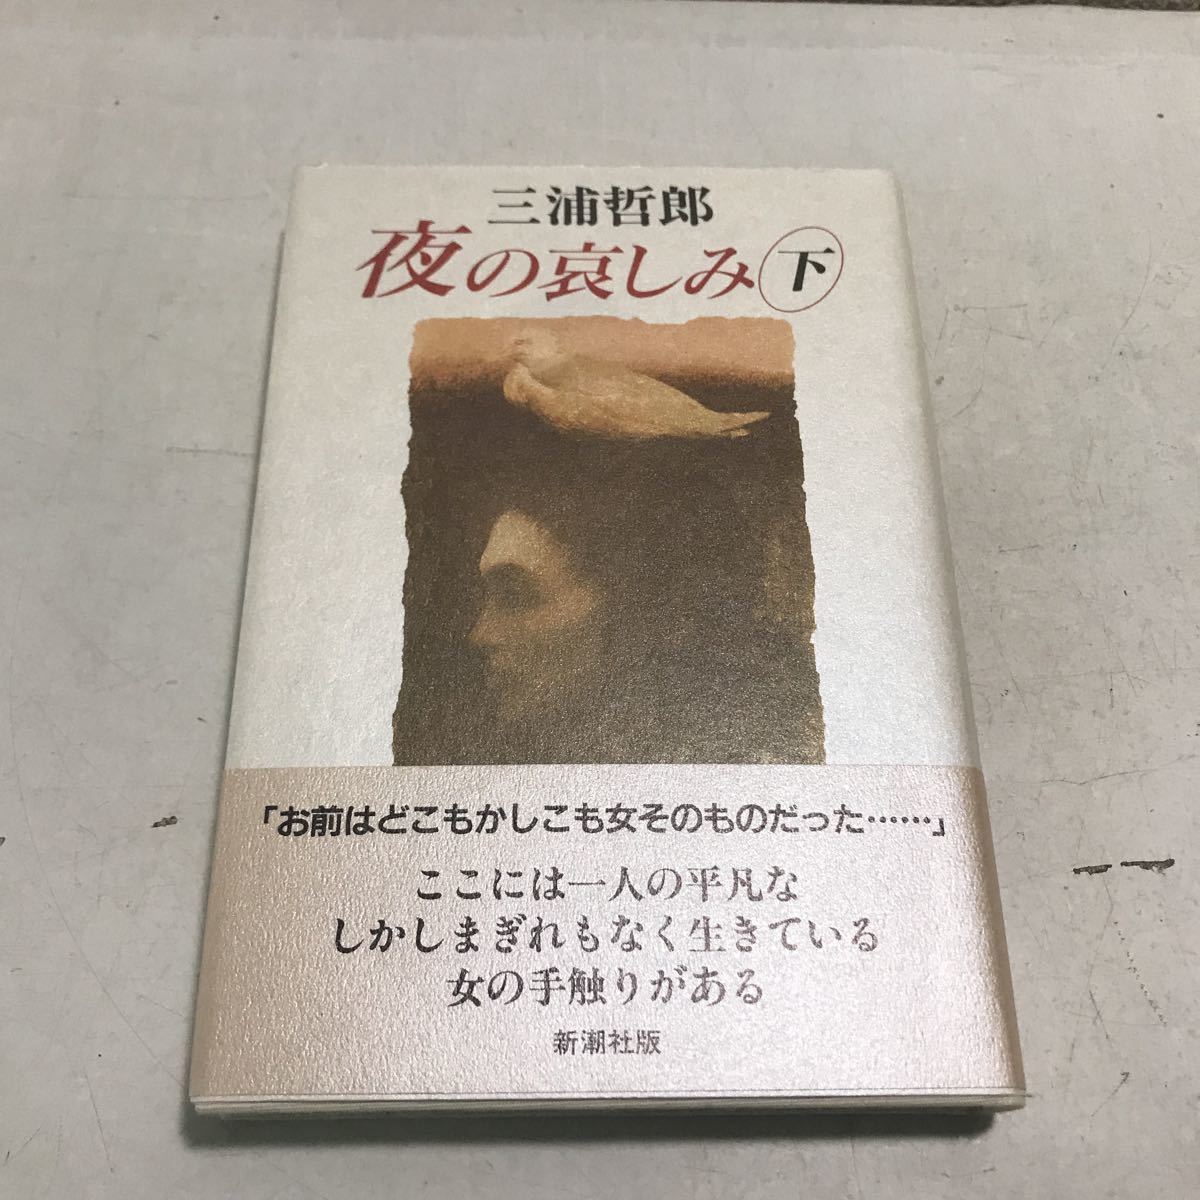 三浦哲郎
夜の哀しみ 下
「お前はどこもかしこも女そのものだった……」
ここには一人の平凡な
しかしまぎれもなく生きている
女の手触りがある
新潮社版